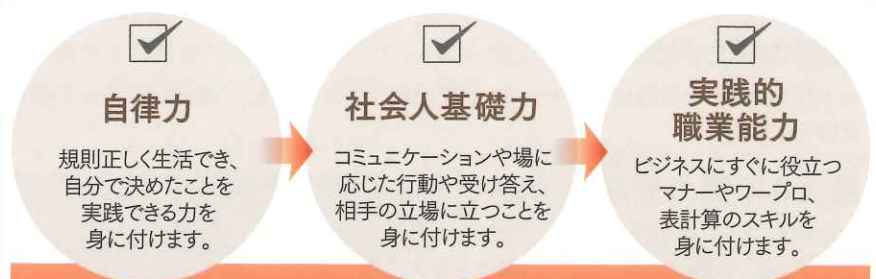 自律力
規則正しく生活でき、
自分で決めたことを
実践できる力を
身に付けます。
社会人基礎力
コミュニケーションや場に
応じた行動や受け答え、
相手の立場に立つことを
身に付けます。
実践的
職業能力
ビジネスにすぐに役立つ
マナーやワープロ、
表計算のスキルを
身に付けます。